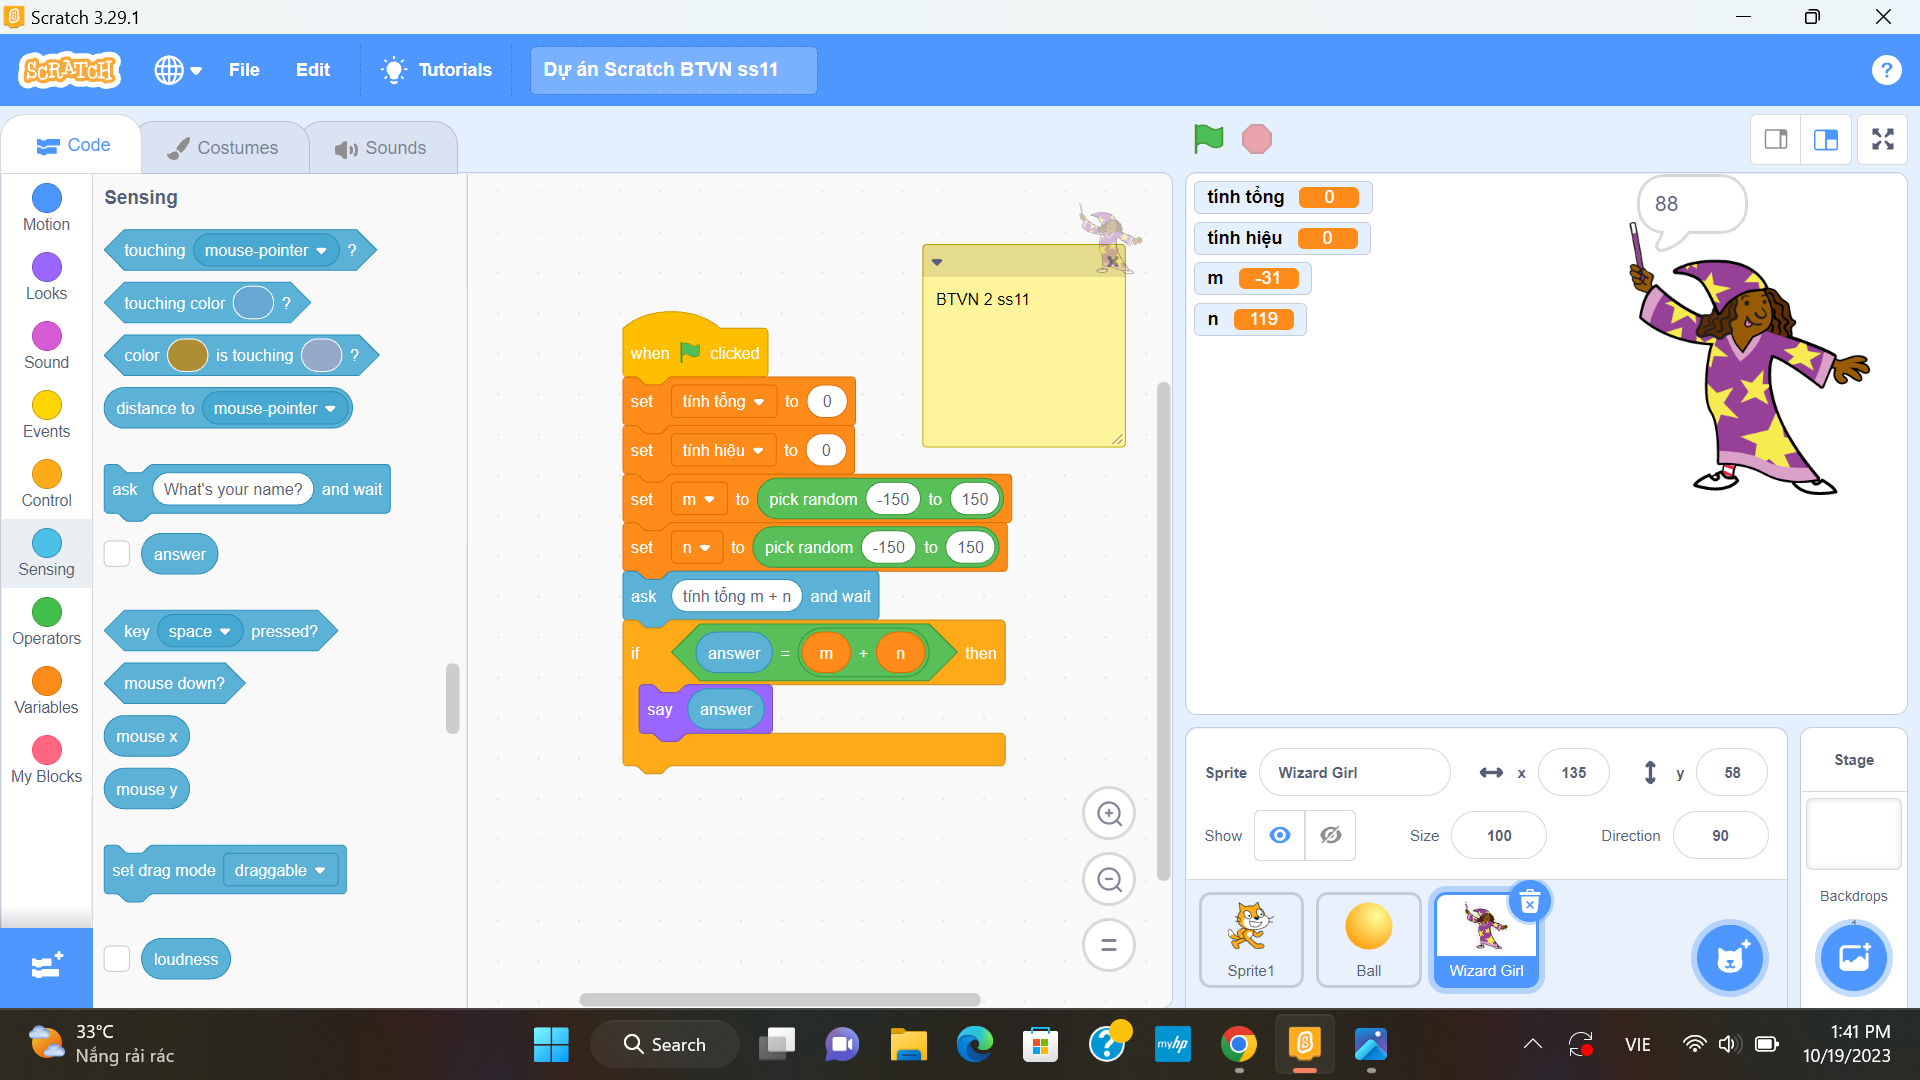 Scratch 3.29.1
SCRATCH
File
Edit
Tutorials
Dự án Scratch BTVN ss11
?
Code
Costumes
Sounds
Motion
Looks
Sound
Events
Control
Sensing
Operators
Variables
My Blocks
Sensing
touching mouse-pointer ?
touching color ?
color is touching ?
distance to mouse-pointer
ask What's your name? and wait
answer
key space pressed?
mouse down?
mouse x
mouse y
set drag mode draggable
loudness
when clicked
set tính tổng to 0
set tính hiệu to 0
set m to pick random -150 to 150
set n to pick random -150 to 150
ask tính tổng m + n and wait
if answer = m + n then
say answer
BTVN 2 ss11
tính tổng 0
tính hiệu 0
m -31
n 119
88
Sprite Wizard Girl x 135 y 58
Show Size 100 Direction 90
Sprite1
Ball
Wizard Girl
Stage
Backdrops
1
33°C
Nắng rải rác
Search
myhp
VIE
1:41 PM
10/19/2023